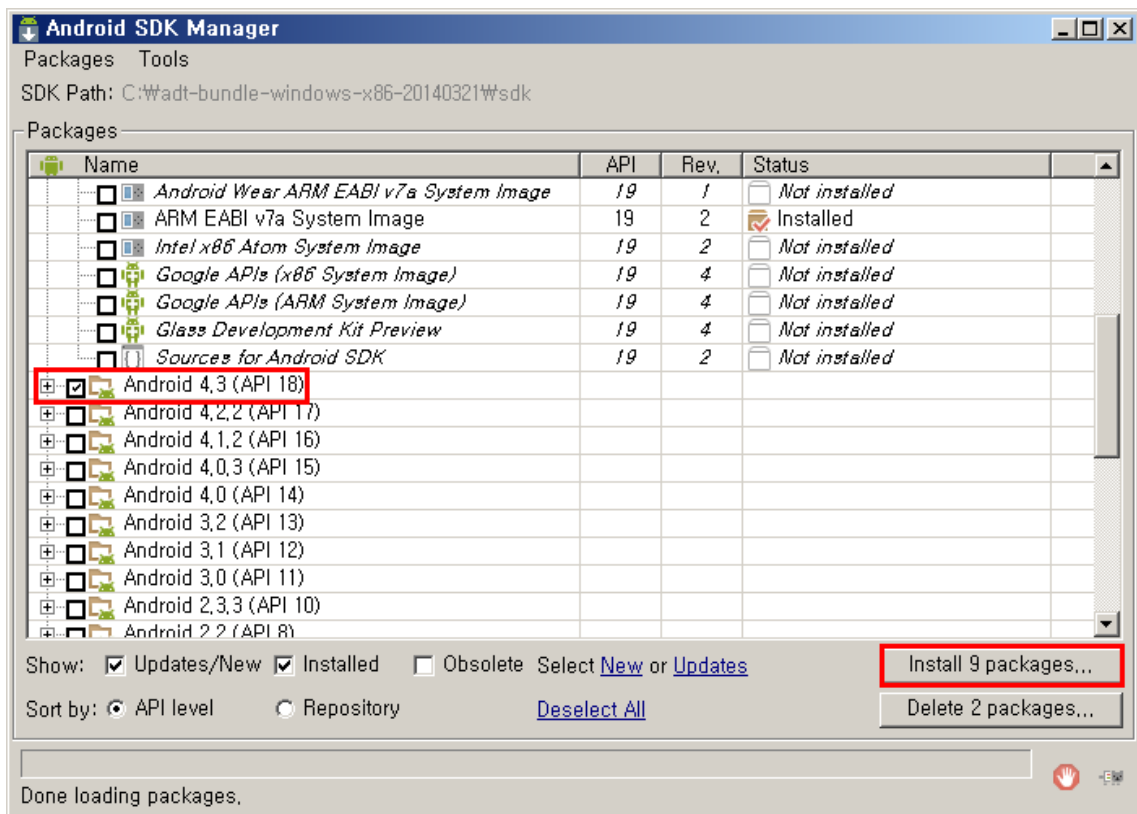 Android SDK Manager
Packages Tools
SDK Path: C:₩adt-bundle-windows-x86-20140321₩sdk
Packages
Name API Rev. Status
Android Wear ARM EABI v7a System Image 19 1 Not installed
ARM EABI v7a System Image 19 2 Installed
Intel x86 Atom System Image 19 2 Not installed
Google APIs (x86 System Image) 19 4 Not installed
Google APIs (ARM System Image) 19 4 Not installed
Glass Development Kit Preview 19 4 Not installed
Sources for Android SDK 19 2 Not installed
Android 4.3 (API 18)
Android 4.2.2 (API 17)
Android 4.1.2 (API 16)
Android 4.0.3 (API 15)
Android 4.0 (API 14)
Android 3.2 (API 13)
Android 3.1 (API 12)
Android 3.0 (API 11)
Android 2.3.3 (API 10)
Android 2.2 (API 8)
Show: Updates/New Installed Obsolete Select New or Updates Install 9 packages...
Sort by: API level Repository Deselect All Delete 2 packages...
Done loading packages.